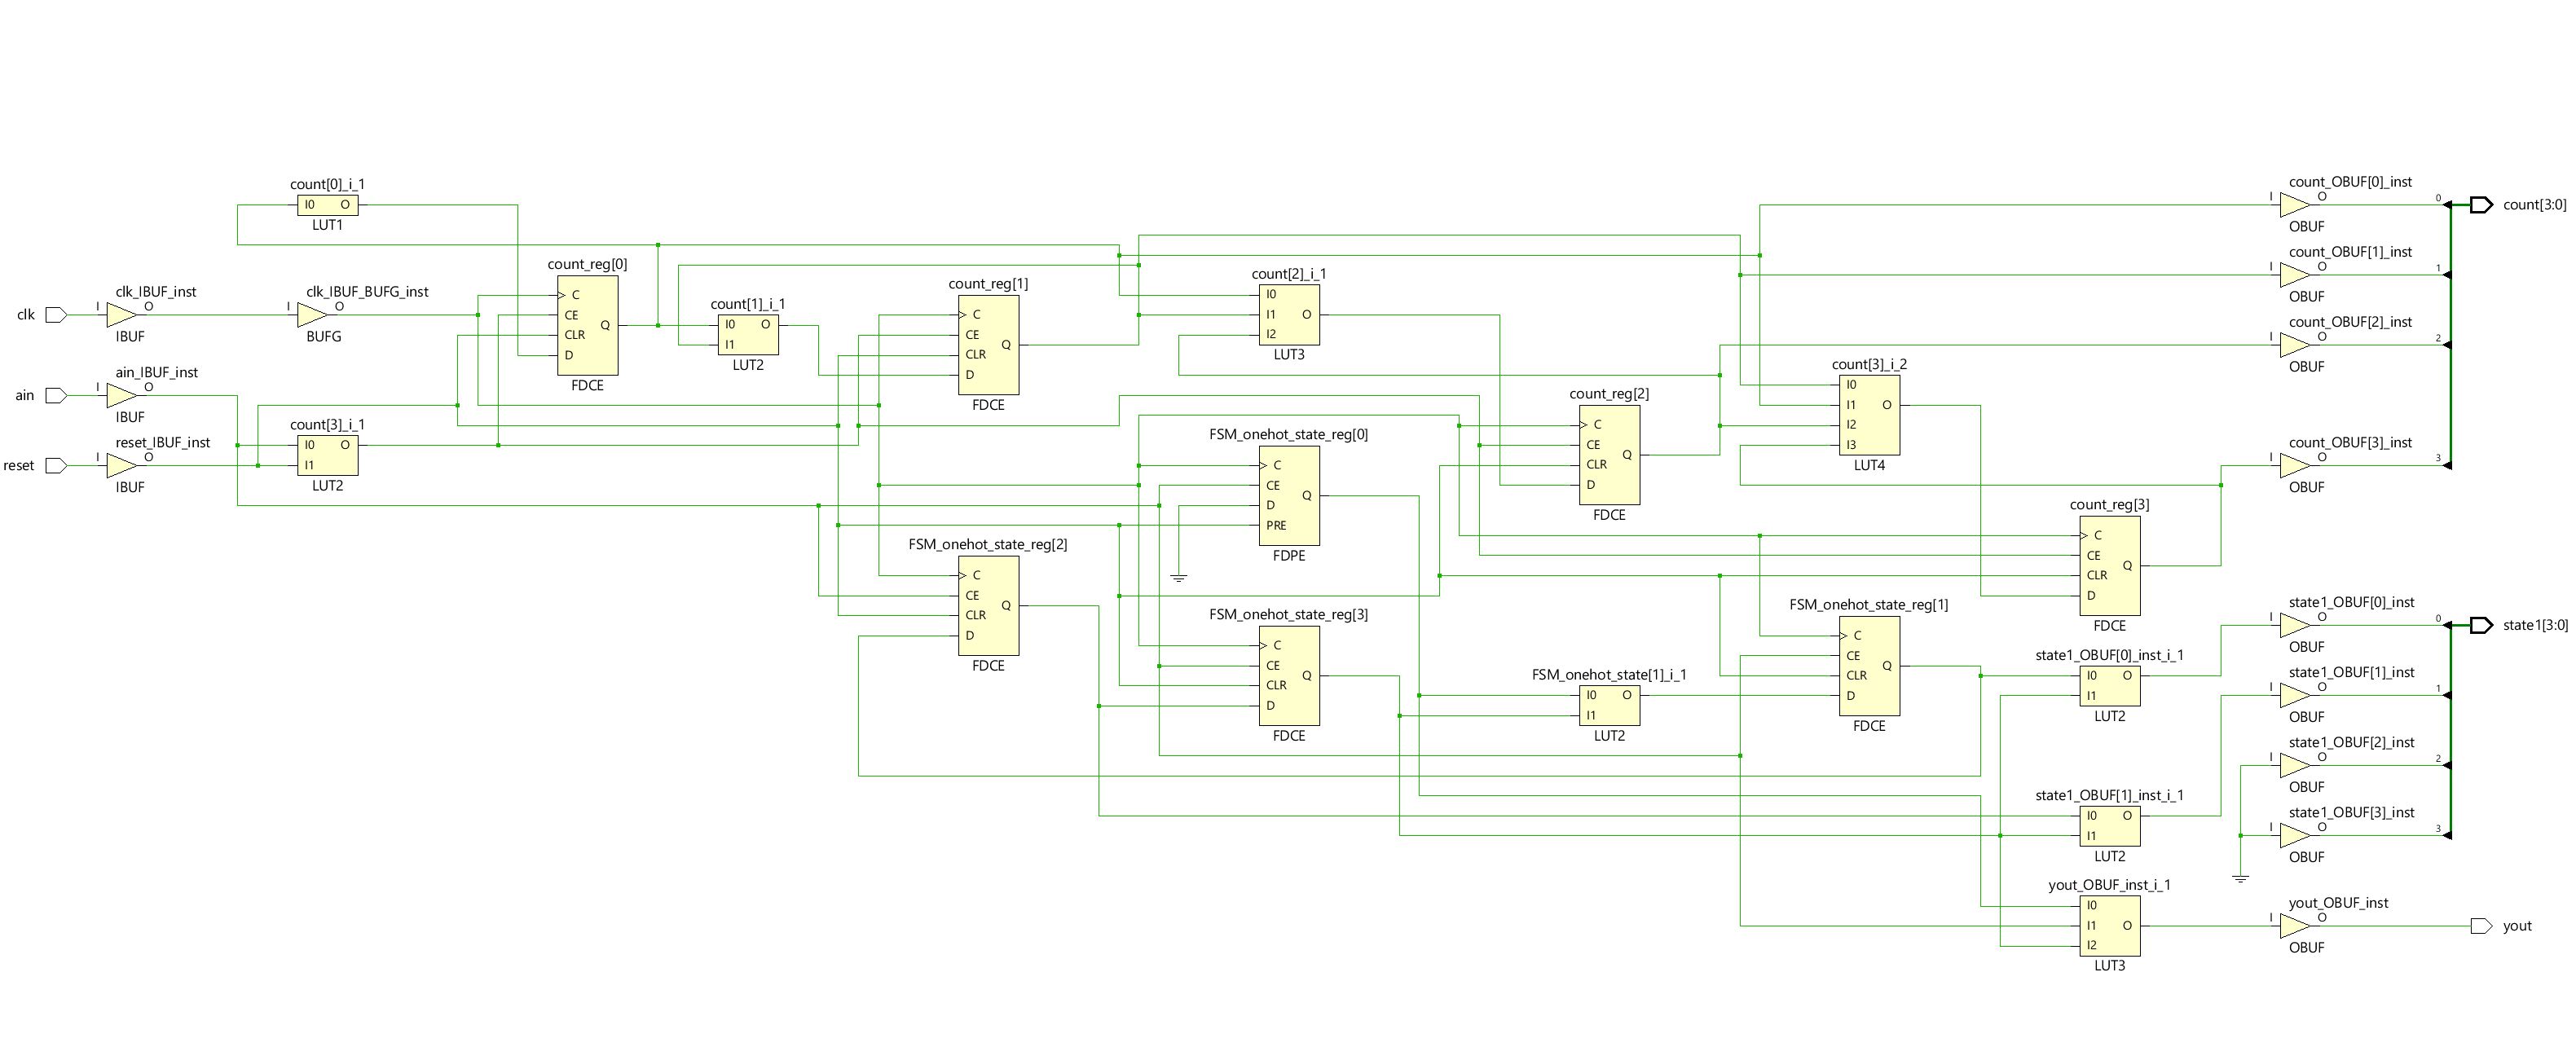 count[0]_i_1
I0 O
LUT1
clk
I
clk_IBUF_inst
O
IBUF
I
clk_IBUF_BUFG_inst
O
BUFG
ain
I
ain_IBUF_inst
O
IBUF
reset
I
reset_IBUF_inst
O
IBUF
count[3]_i_1
I0 O
I1
LUT2
count_reg[0]
C
CE
CLR
Q
D
FDCE
count[1]_i_1
I0 O
I1
LUT2
count_reg[1]
C
CE
CLR
Q
D
FDCE
FSM_onehot_state_reg[2]
C
CE
CLR
Q
D
FDCE
count[2]_i_1
I0
I1 O
I2
LUT3
FSM_onehot_state_reg[0]
C
CE
Q
D
PRE
FDPE
FSM_onehot_state_reg[3]
C
CE
CLR
Q
D
FDCE
count_reg[2]
C
CE
CLR
Q
D
FDCE
FSM_onehot_state[1]_i_1
I0 O
I1
LUT2
count[3]_i_2
I0
I1 O
I2
I3
LUT4
FSM_onehot_state_reg[1]
C
CE
CLR
Q
D
FDCE
count_reg[3]
C
CE
CLR
Q
D
FDCE
state1_OBUF[0]_inst_i_1
I0 O
I1
LUT2
state1_OBUF[1]_inst_i_1
I0 O
I1
LUT2
yout_OBUF_inst_i_1
I0
I1 O
I2
LUT3
count_OBUF[0]_inst
I
O
OBUF
0
count[3:0]
count_OBUF[1]_inst
I
O
OBUF
1
count_OBUF[2]_inst
I
O
OBUF
2
count_OBUF[3]_inst
I
O
OBUF
3
state1_OBUF[0]_inst
I
O
OBUF
0
state1[3:0]
state1_OBUF[1]_inst
I
O
OBUF
1
state1_OBUF[2]_inst
I
O
OBUF
2
state1_OBUF[3]_inst
I
O
OBUF
3
yout_OBUF_inst
I
O
OBUF
yout